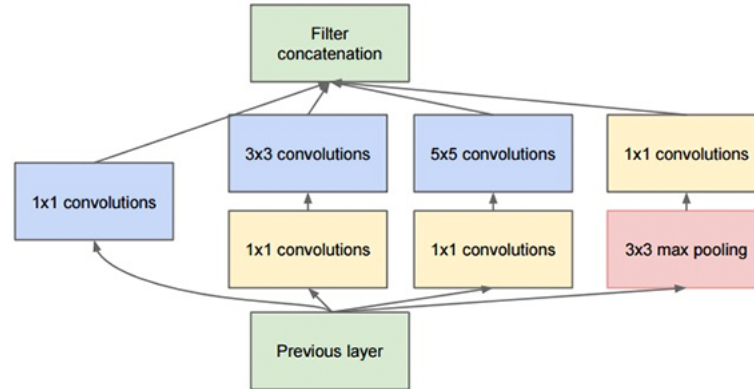 Filter
concatenation
3x3 convolutions
5x5 convolutions
1x1 convolutions
1x1 convolutions
1x1 convolutions
1x1 convolutions
3x3 max pooling
Previous layer